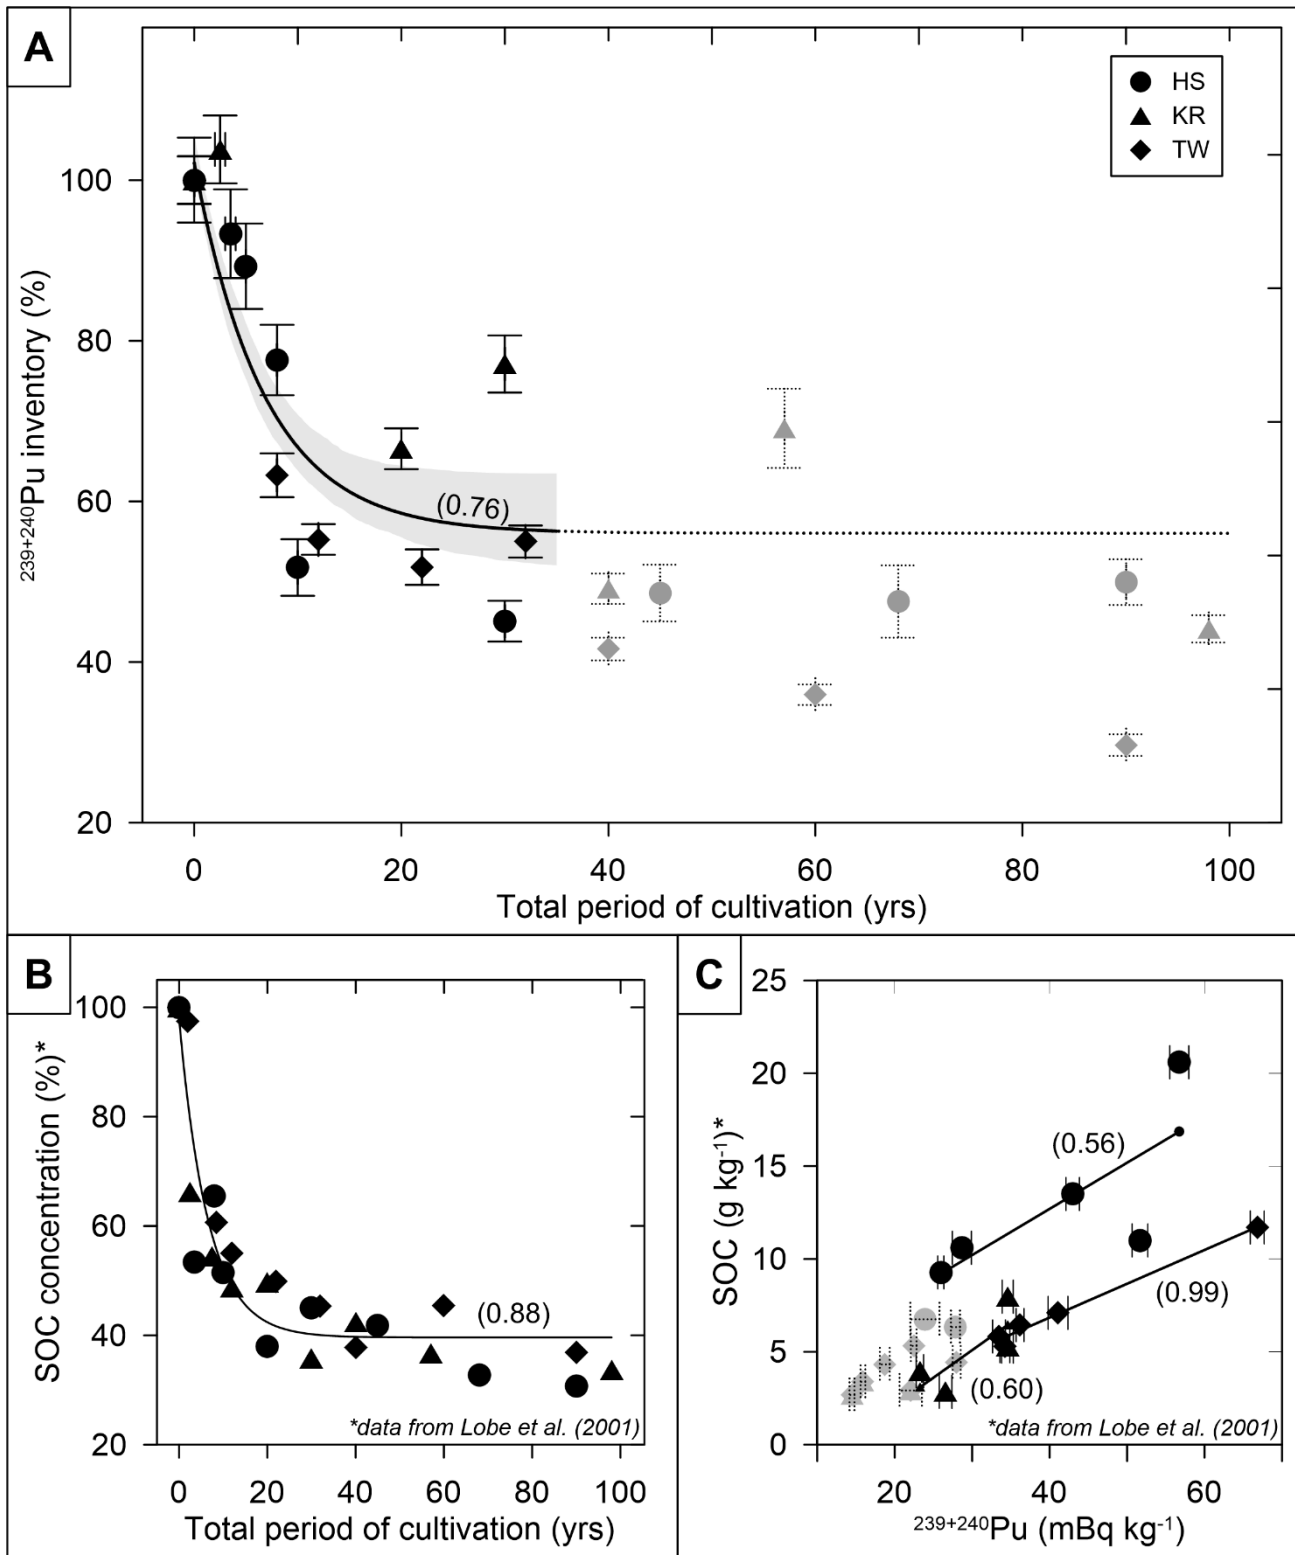 A
HS
KR
TW
100
80
60
40
20
239+240Pu inventory (%)
(0.76)
0 20 40 60 80 100
Total period of cultivation (yrs)
B
100
80
60
40
20
SOC concentration (%)*
(0.88)
*data from Lobe et al. (2001)
0 20 40 60 80 100
Total period of cultivation (yrs)
C
25
20
15
10
5
0
SOC (g kg-1)*
(0.56)
(0.99)
(0.60)
*data from Lobe et al. (2001)
20 40 60
239+240Pu (mBq kg-1)